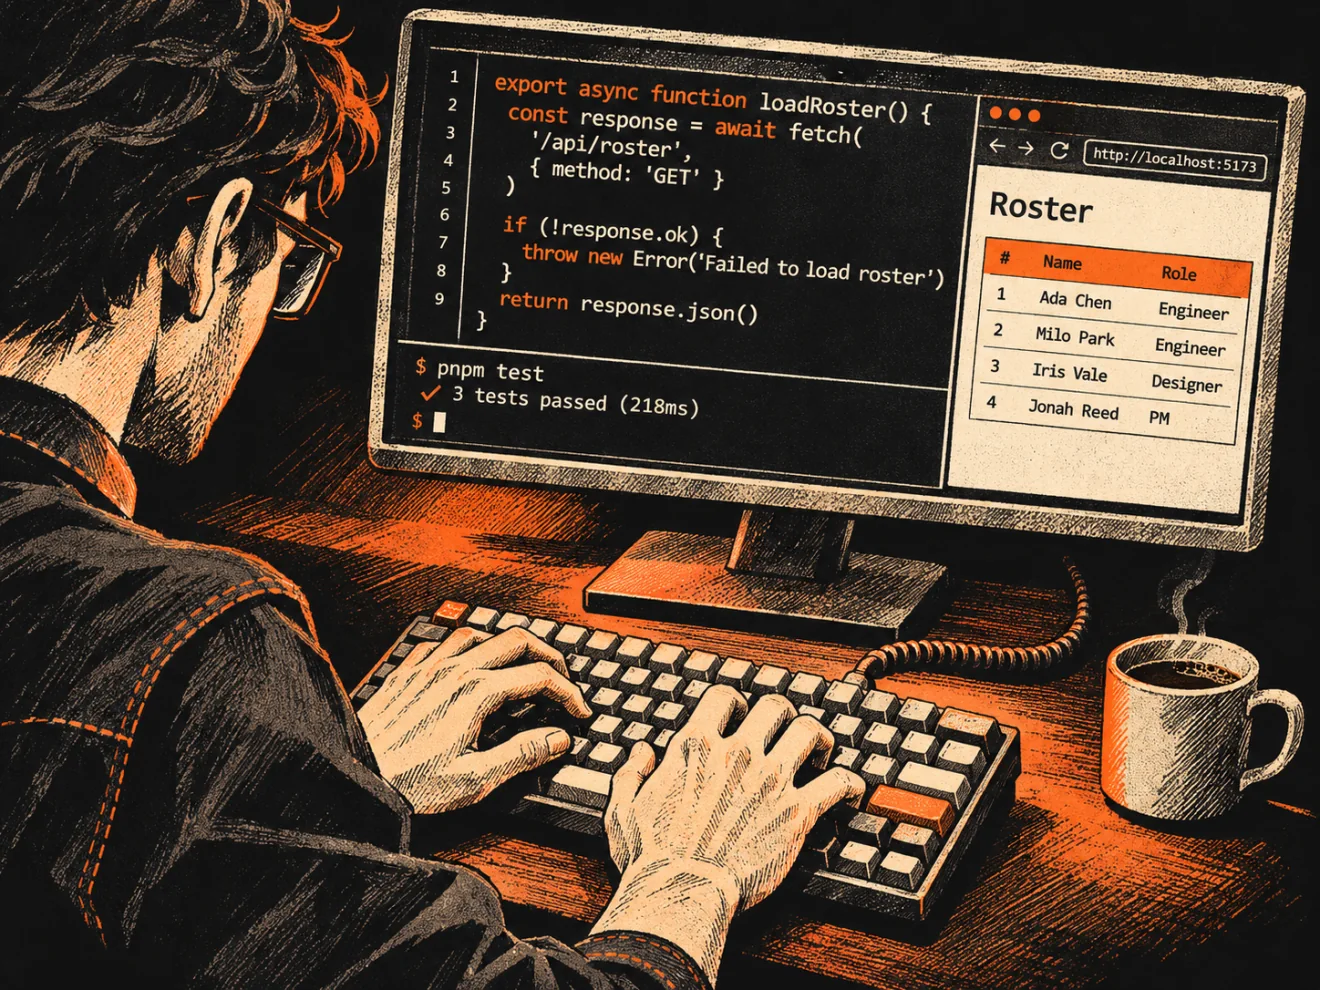 1 export async function loadRoster() {
2 const response = await fetch(
3 '/api/roster',
4 { method: 'GET' }
5 )
6 if (!response.ok) {
7 throw new Error('Failed to load roster')
8 }
9 return response.json()
}
$ pnpm test
✓ 3 tests passed (218ms)
$
http://localhost:5173
Roster
# Name Role
1 Ada Chen Engineer
2 Milo Park Engineer
3 Iris Vale Designer
4 Jonah Reed PM